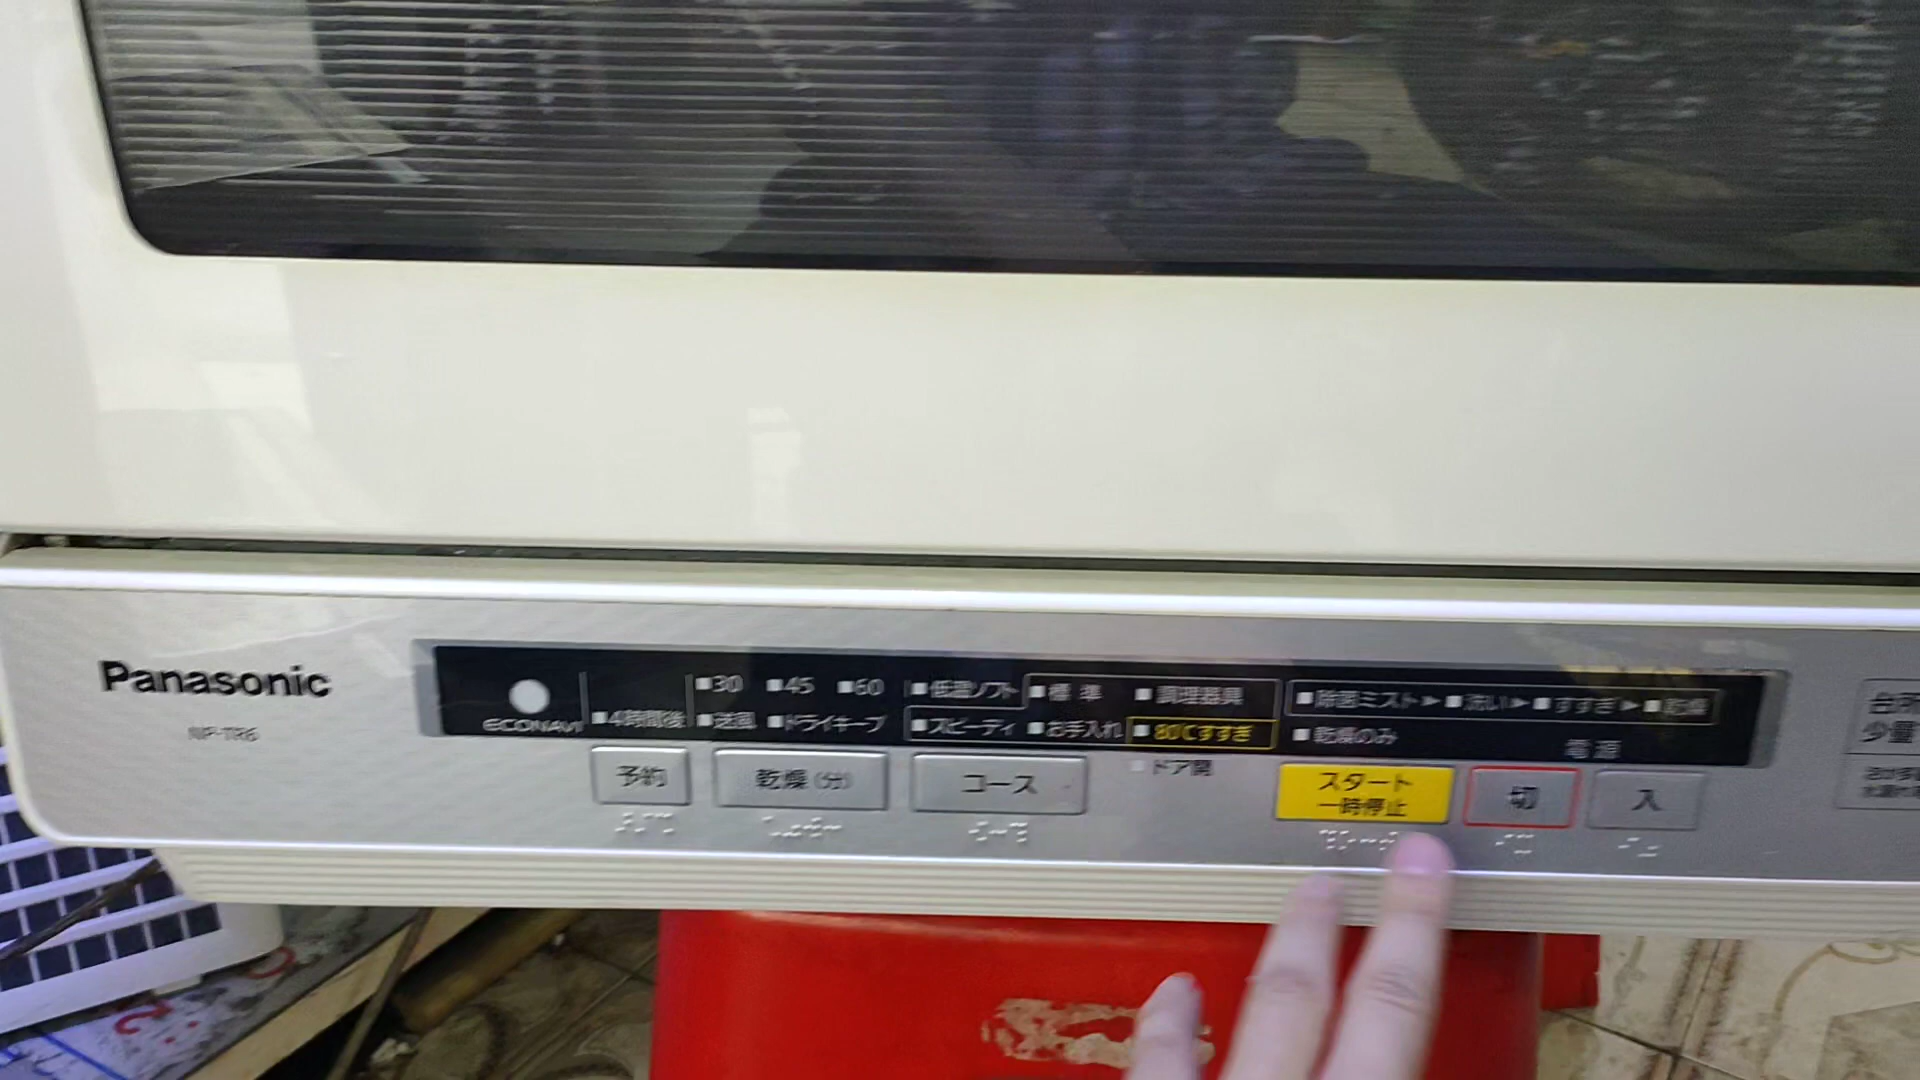 Panasonic
NP-TR6
ECONAVI
■4時間後
■30 ■45 ■60
■送風 ■ドライキープ
■低温ソフト ■標準 ■調理器具
■スピーディ ■お手入れ ■80℃すすぎ
■除菌ミスト▶■洗い▶■すすぎ▶■乾燥
■乾燥のみ
電源
ドア開
予約
乾燥(分)
コース
スタート
一時停止
切
入
台所
少量